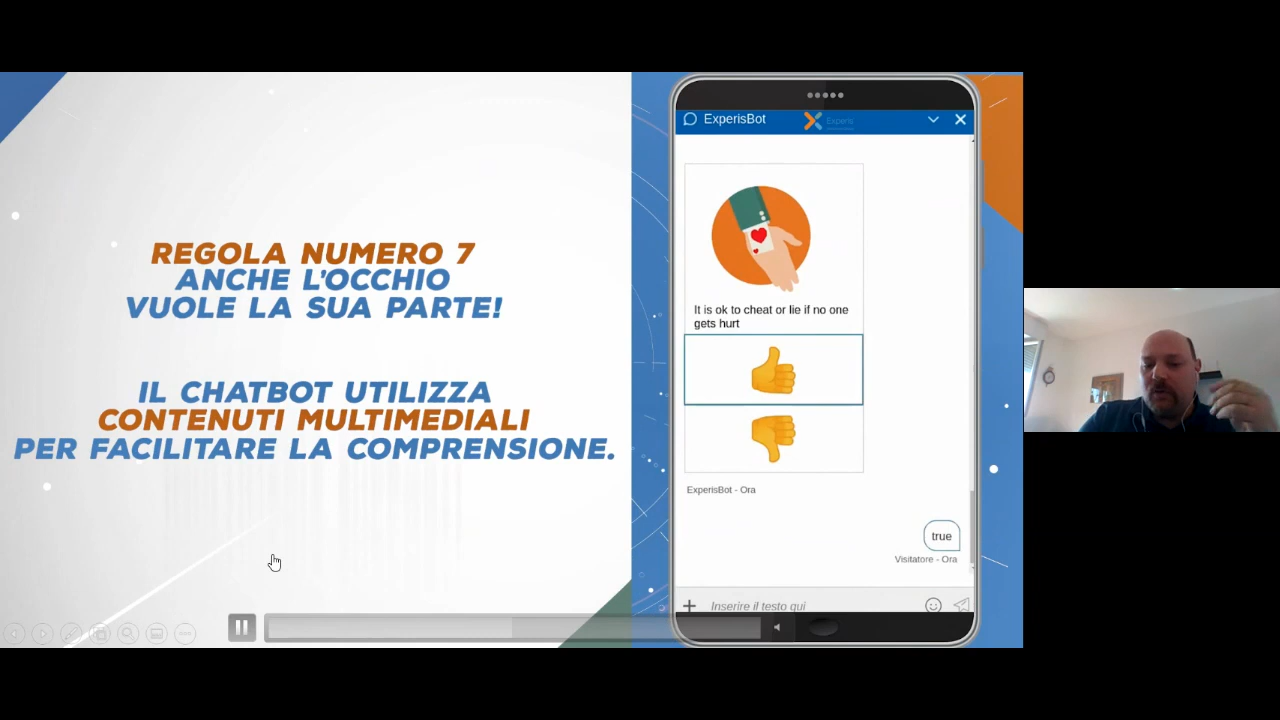 REGOLA NUMERO 7
ANCHE L'OCCHIO
VUOLE LA SUA PARTE!
IL CHATBOT UTILIZZA
CONTENUTI MULTIMEDIALI
PER FACILITARE LA COMPRENSIONE.
ExperisBot
Experis
It is ok to cheat or lie if no one
gets hurt
ExperisBot - Ora
true
Visitatore - Ora
Inserire il testo qui